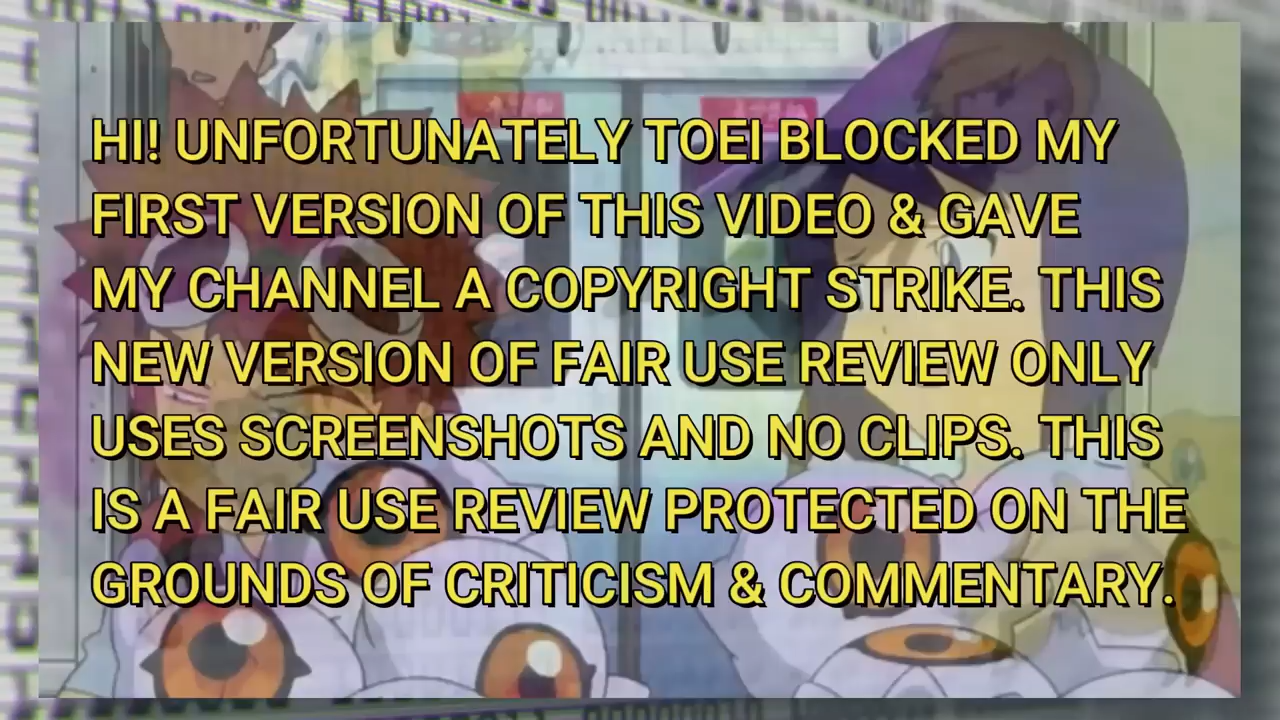 HI! UNFORTUNATELY TOEI BLOCKED MY
FIRST VERSION OF THIS VIDEO & GAVE
MY CHANNEL A COPYRIGHT STRIKE. THIS
NEW VERSION OF FAIR USE REVIEW ONLY
USES SCREENSHOTS AND NO CLIPS. THIS
IS A FAIR USE REVIEW PROTECTED ON THE
GROUNDS OF CRITICISM & COMMENTARY.